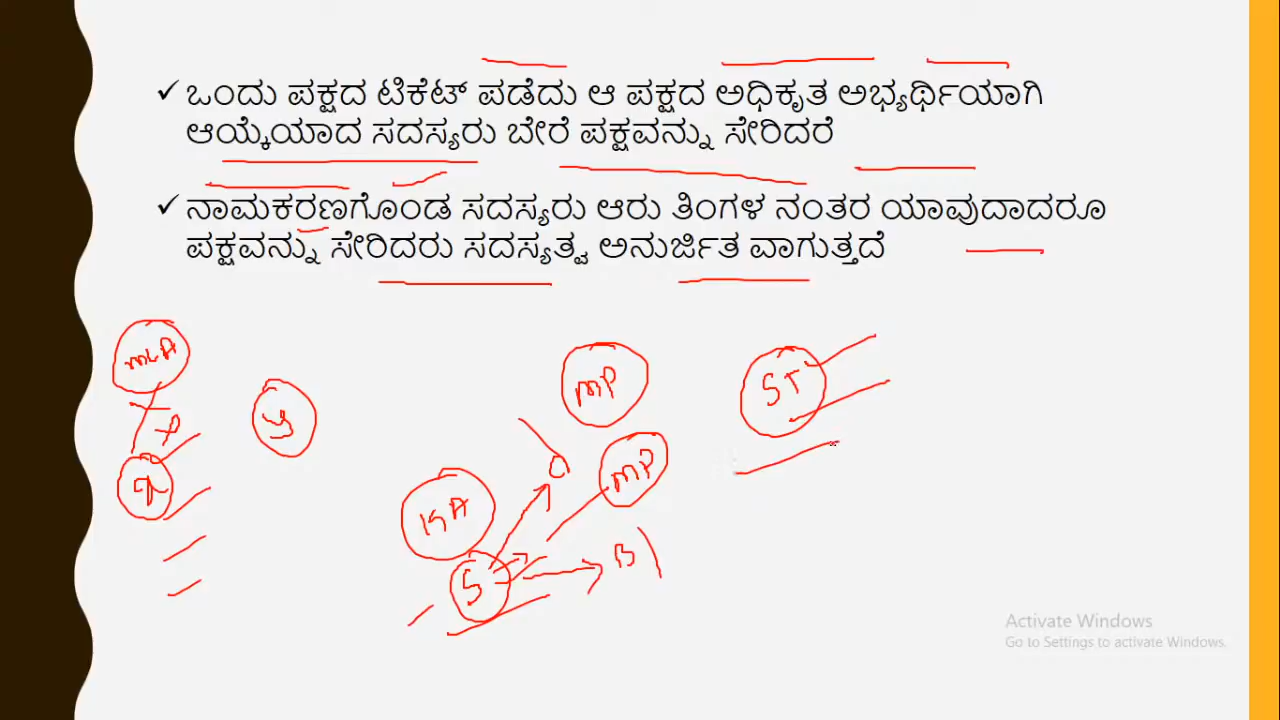 ✓ ಒಂದು ಪಕ್ಷದ ಟಿಕೆಟ್ ಪಡೆದು ಆ ಪಕ್ಷದ ಅಧಿಕೃತ ಅಭ್ಯರ್ಥಿಯಾಗಿ
ಆಯ್ಕೆಯಾದ ಸದಸ್ಯರು ಬೇರೆ ಪಕ್ಷವನ್ನು ಸೇರಿದರೆ
✓ ನಾಮಕರಣಗೊಂಡ ಸದಸ್ಯರು ಆರು ತಿಂಗಳ ನಂತರ ಯಾವುದಾದರೂ
ಪಕ್ಷವನ್ನು ಸೇರಿದರು ಸದಸ್ಯತ್ವ ಅನುರ್ಜಿತ ವಾಗುತ್ತದೆ
MLA
MP
ST
y
MP
B
S
Activate Windows
Go to Settings to activate Windows.